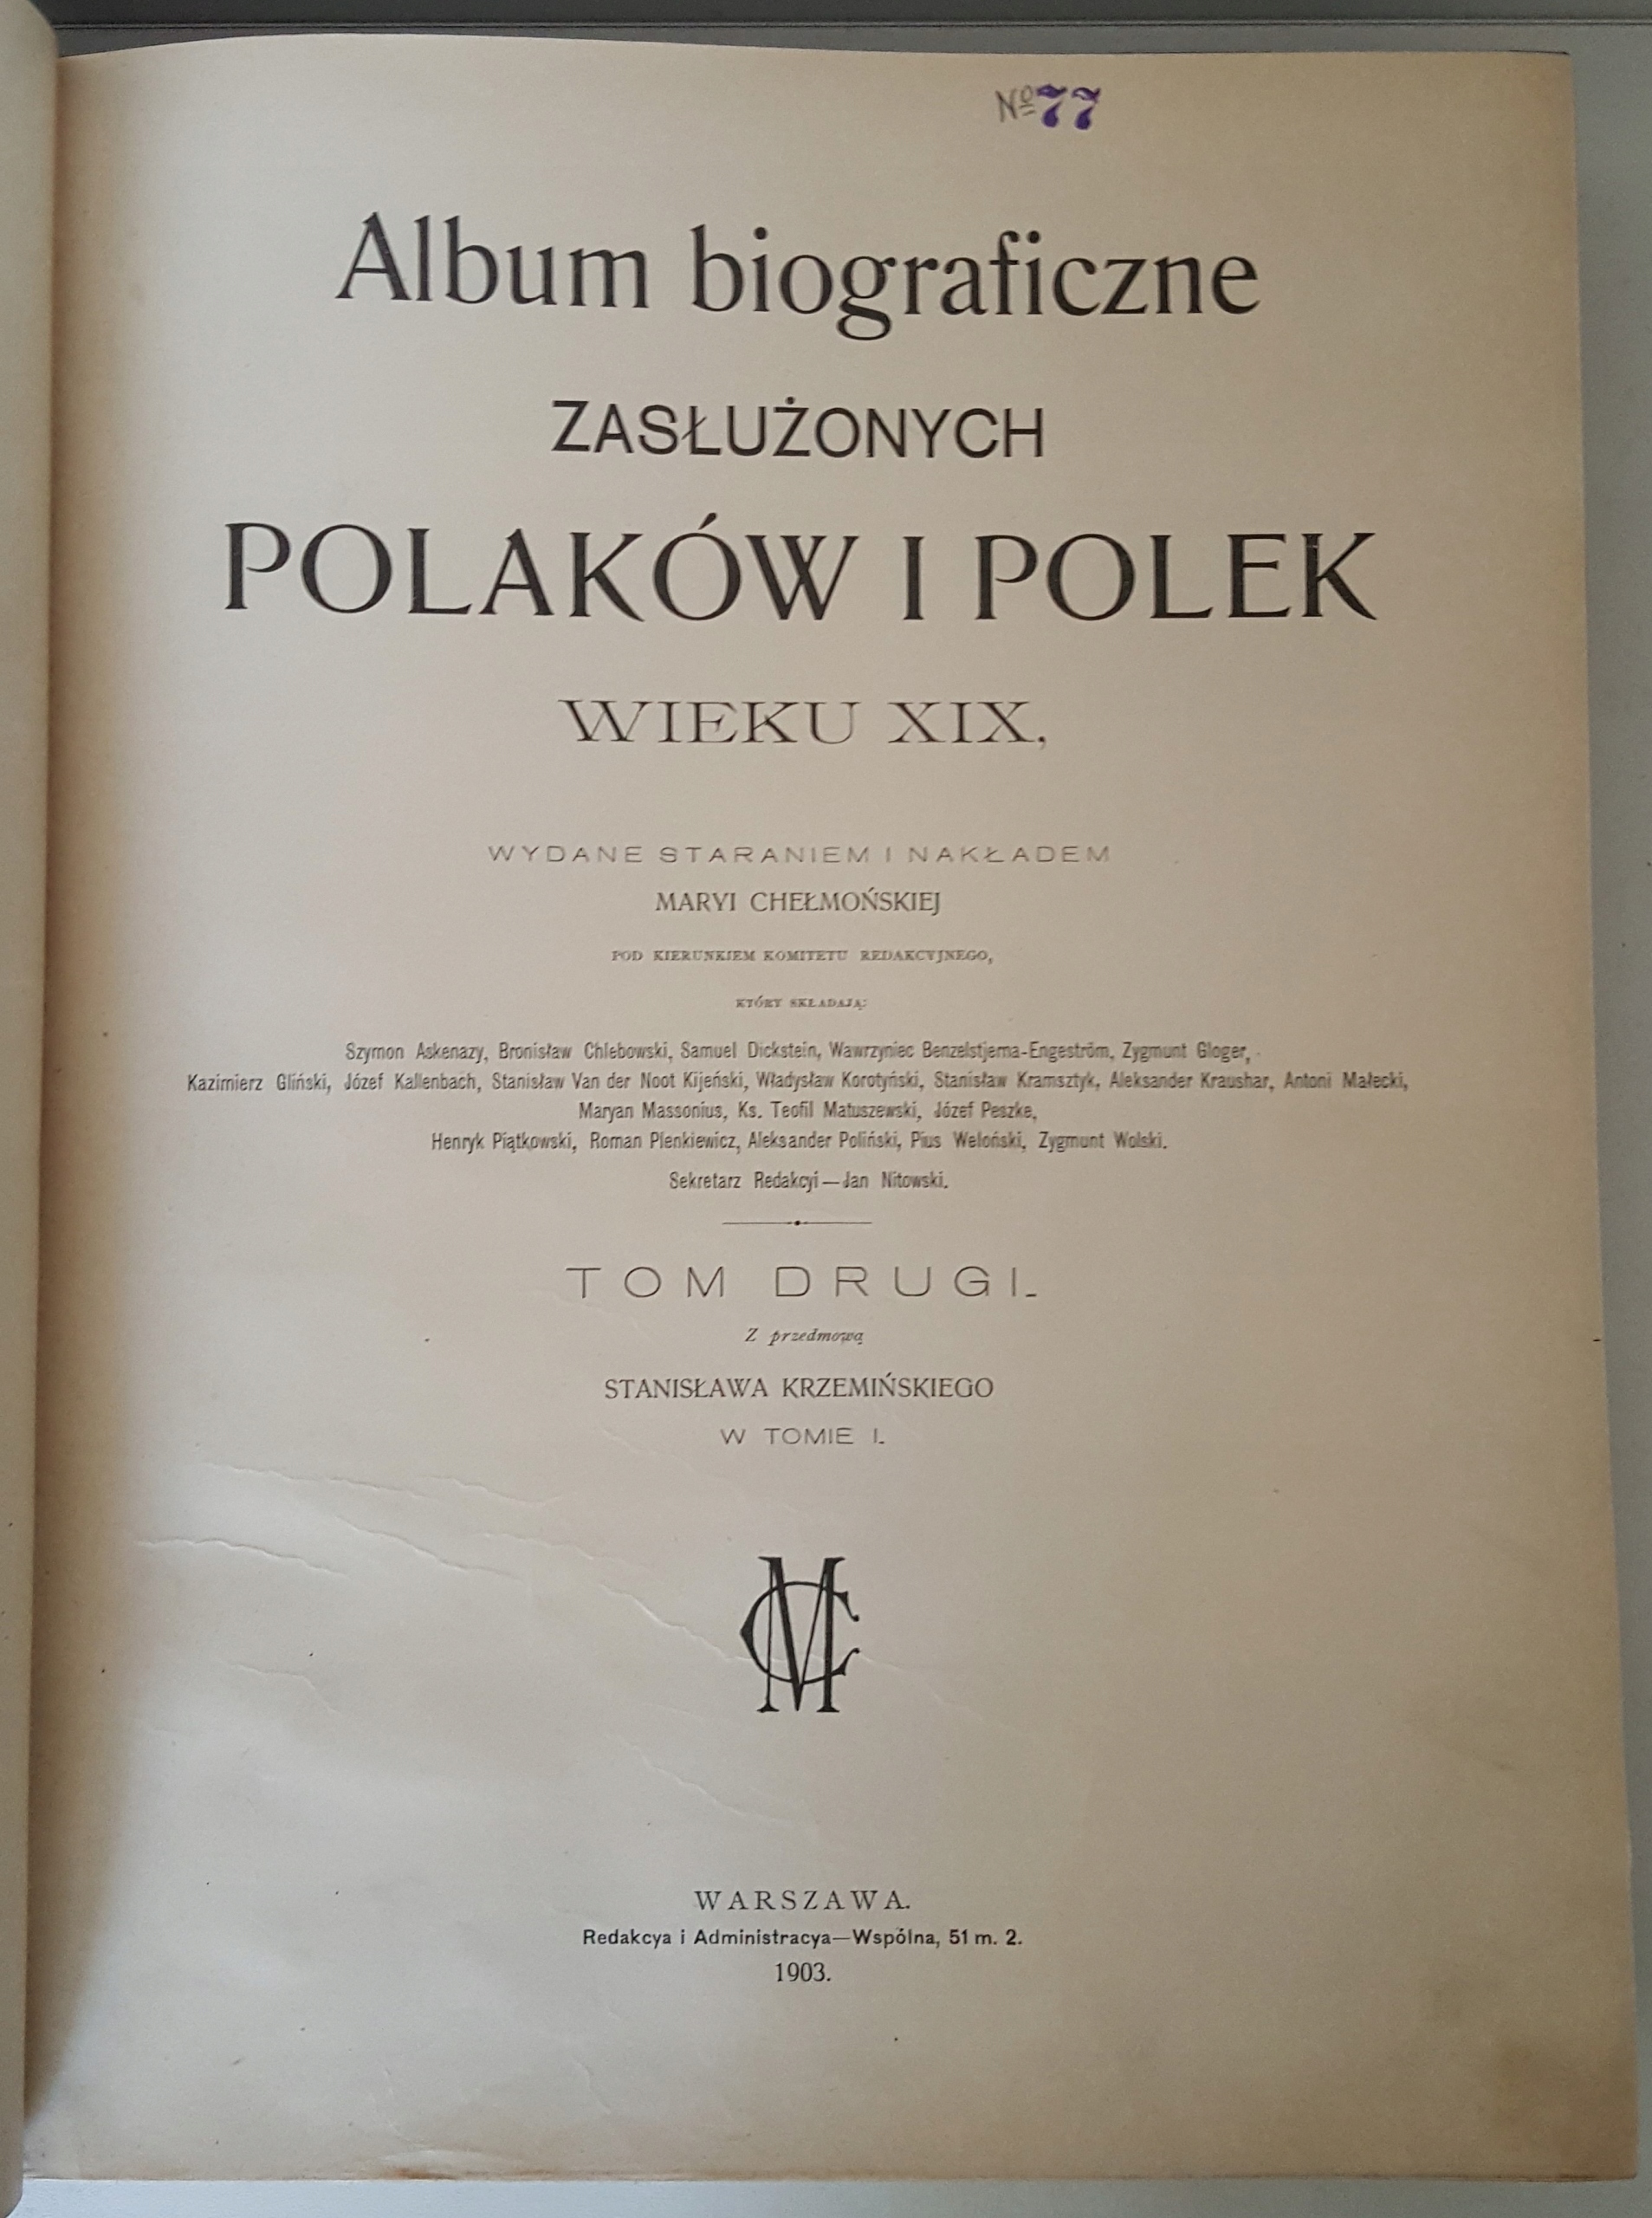 №77
Album biograficzne
ZASŁUŻONYCH
POLAKÓW I POLEK
WIEKU XIX,
WYDANE STARANIEM I NAKŁADEM
MARYI CHEŁMOŃSKIEJ
POD KIERUNKIEM KOMITETU REDAKCYJNEGO,
KTÓRY SKŁADAJĄ:
Szymon Askenazy, Bronisław Chlebowski, Samuel Dickstein, Wawrzyniec Benzelstjerna-Engeström, Zygmunt Gloger,
Kazimierz Gliński, Józef Kallenbach, Stanisław Van der Noot Kijeński, Władysław Korotyński, Stanisław Kramsztyk, Aleksander Kraushar, Antoni Małecki,
Maryan Massonius, Ks. Teofil Matuszewski, Józef Peszke,
Henryk Piątkowski, Roman Plenkiewicz, Aleksander Poliński, Pius Weloński, Zygmunt Wolski.
Sekretarz Redakcyi—Jan Nitowski.
TOM DRUGI.
Z przedmową
STANISŁAWA KRZEMIŃSKIEGO
W TOMIE I.
MC
WARSZAWA.
Redakcya i Administracya—Wspólna, 51 m. 2.
1903.